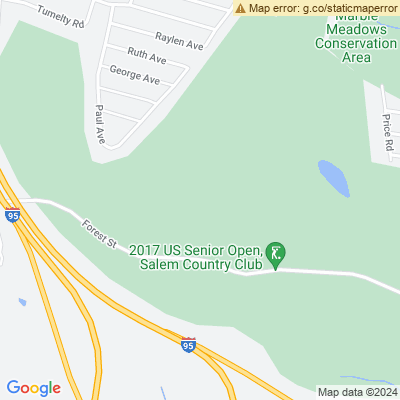 Map error: g.co/staticmaperror
Tumelty Rd
Raylen Ave
Ruth Ave
George Ave
Paul Ave
Marble
Meadows
Conservation
Area
Price Rd
95
Forest St
2017 US Senior Open,
Salem Country Club
95
Google
Map data ©2024